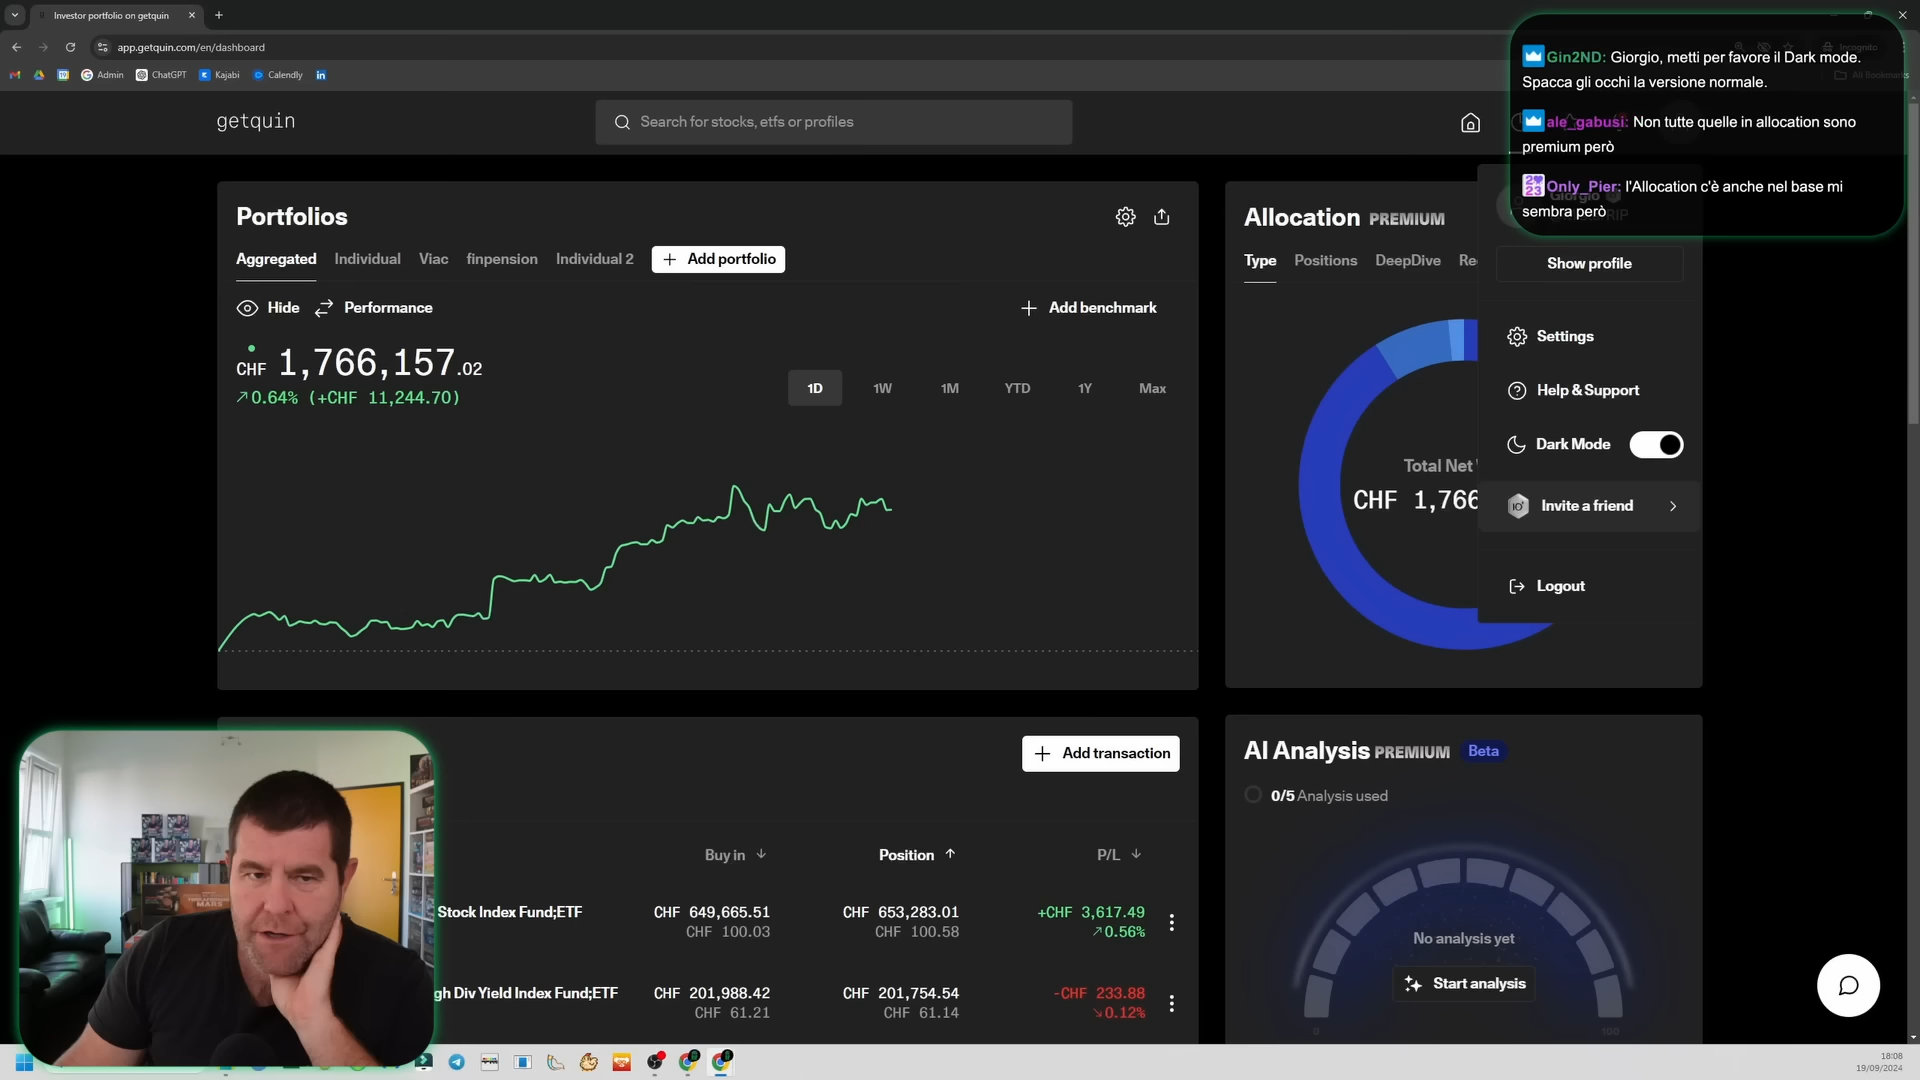 Investor portfolio on getquin
app.getquin.com/en/dashboard
Incognito
Admin
ChatGPT
Kajabi
Calendly
All Bookmarks
Gin2ND: Giorgio, metti per favore il Dark mode.
Spacca gli occhi la versione normale.
ale_gabusi: Non tutte quelle in allocation sono
premium però
Only_Pier: l'Allocation c'è anche nel base mi
sembra però
getquin
Search for stocks, etfs or profiles
Portfolios
Aggregated
Individual
Viac
finpension
Individual 2
Add portfolio
Hide
Performance
Add benchmark
CHF 1,766,157.02
0.64% (+CHF 11,244.70)
1D
1W
1M
YTD
1Y
Max
Allocation PREMIUM
Type
Positions
DeepDive
Re
Total Net
CHF 1,766
Giorgio
Show profile
Settings
Help & Support
Dark Mode
Invite a friend
Logout
Add transaction
Buy in
Position
P/L
Stock Index Fund;ETF
CHF 649,665.51
CHF 100.03
CHF 653,283.01
CHF 100.58
+CHF 3,617.49
0.56%
gh Div Yield Index Fund;ETF
CHF 201,988.42
CHF 61.21
CHF 201,754.54
CHF 61.14
-CHF 233.88
0.12%
AI Analysis PREMIUM Beta
0/5 Analysis used
No analysis yet
Start analysis
0
100
18:08
19/09/2024